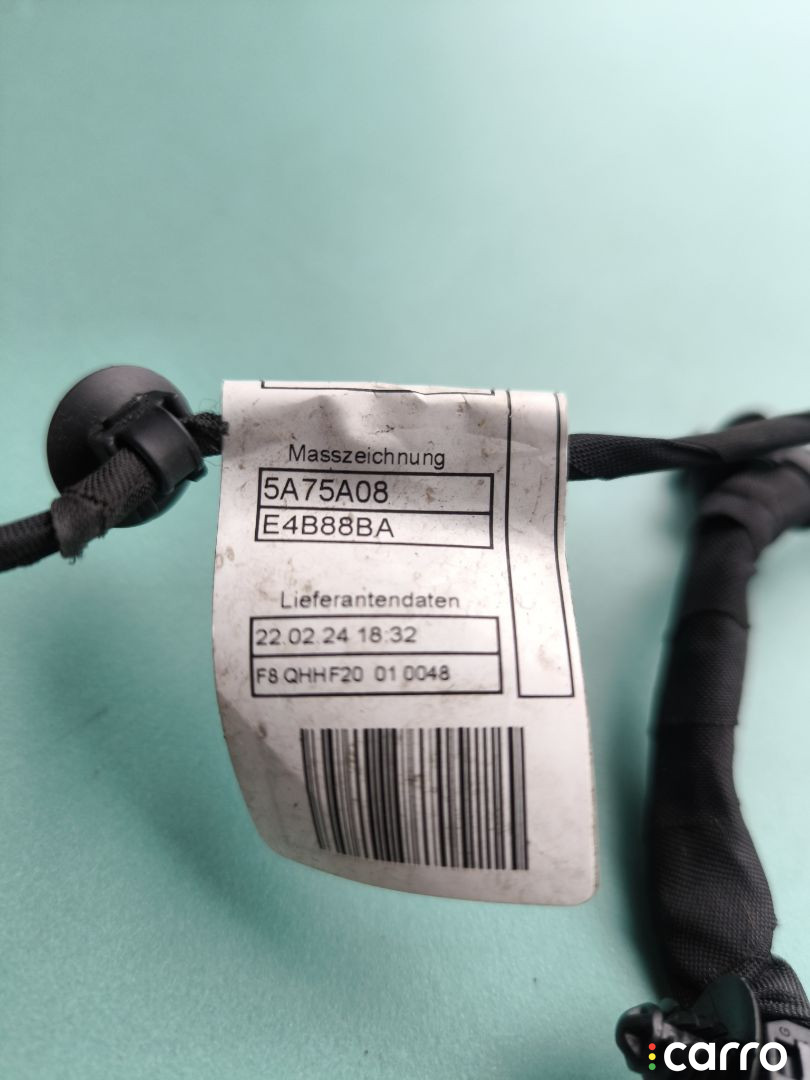 Masszeichnung
5A75A08
E4B88BA
Lieferantendaten
22.02.24 18:32
F8 QHHF20 01 0048
G
carro